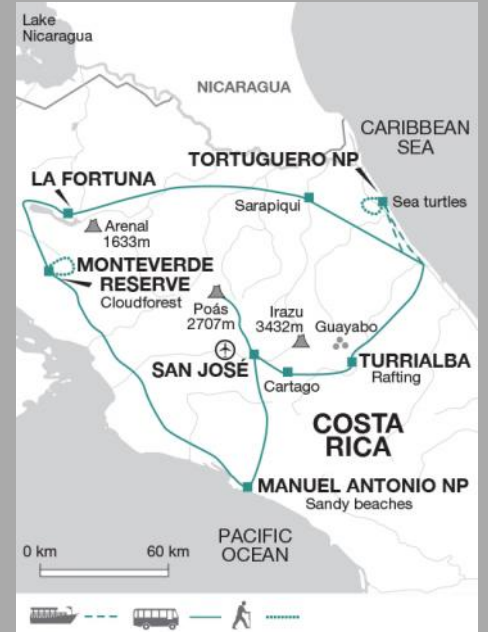 Lake
Nicaragua
NICARAGUA
CARIBBEAN
SEA
TORTUGUERO NP
LA FORTUNA
Sarapiqui
Sea turtles
Arenal
1633m
MONTEVERDE
RESERVE
Cloudforest
Poás
2707m
Irazu
3432m
Guayabo
SAN JOSÉ
TURRIALBA
Rafting
Cartago
COSTA
RICA
MANUEL ANTONIO NP
Sandy beaches
PACIFIC
OCEAN
0 km
60 km